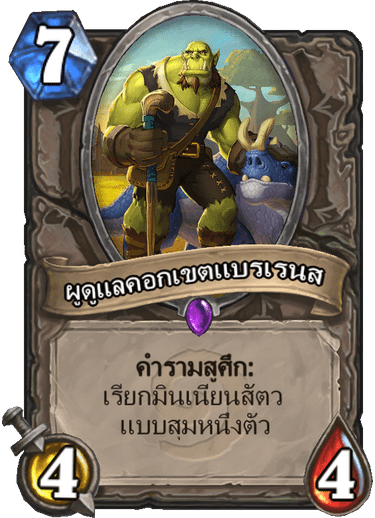 7
ผูดูแลคอกเขตแบรเรนส
คำรามสูศึก:
เรียกมินเนียนสัตว
แบบสุมหนึ่งตัว
4
4